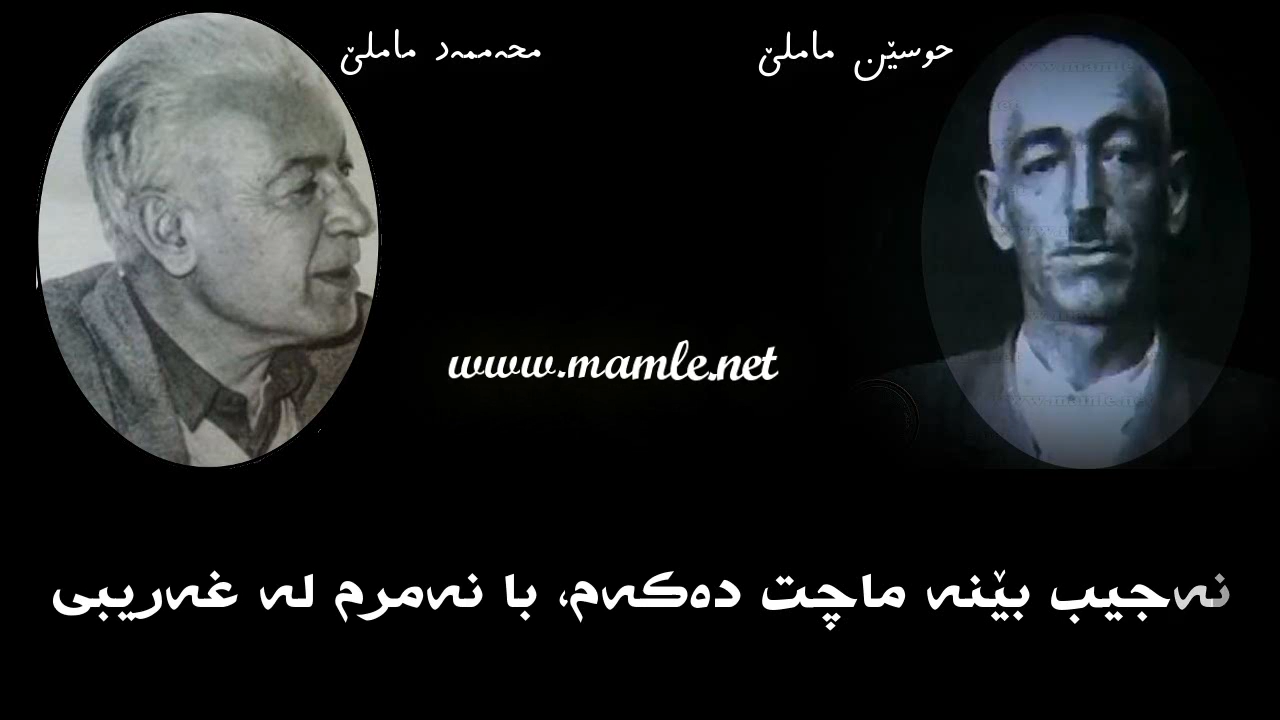 حوسێن ماملێ
محەممەد ماملێ
www.mamle.net
نەجیب بێنە ماچت دەکەم، با نەمرم لە غەریبی